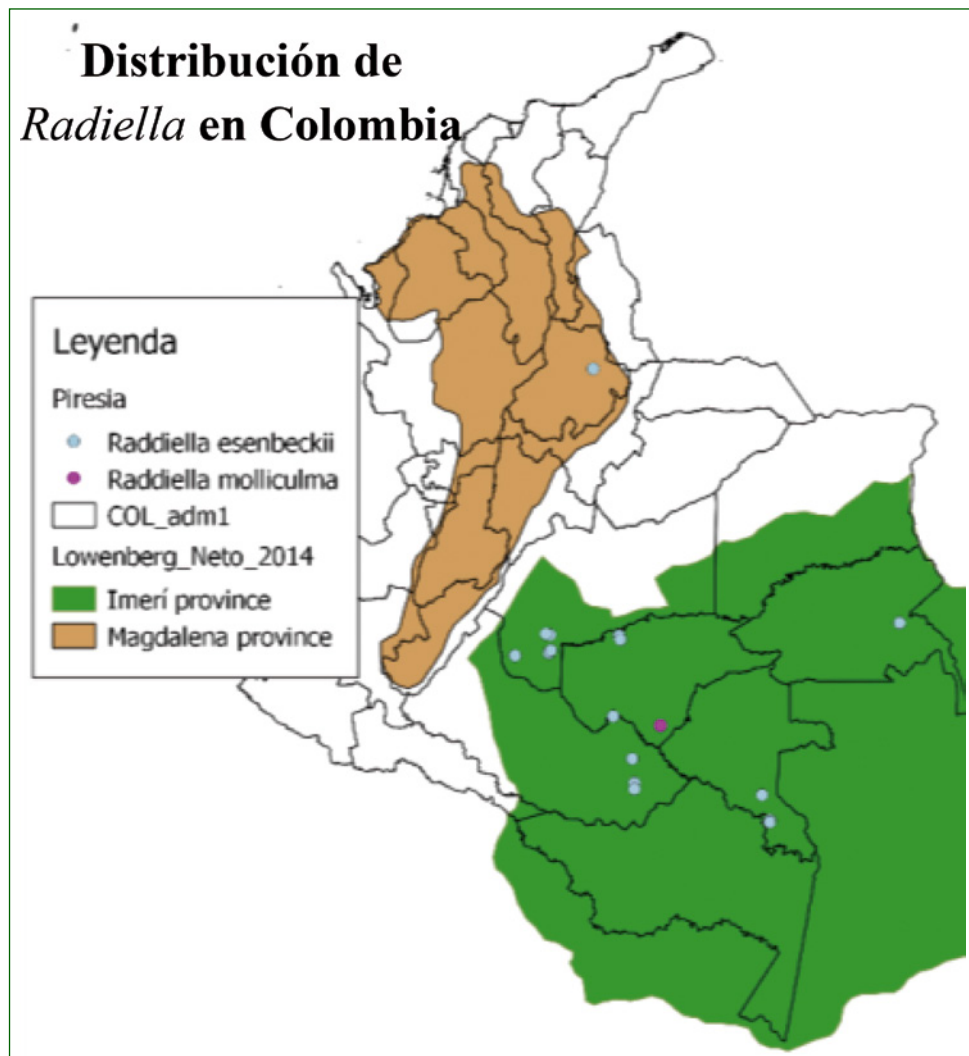 Distribución de
Radiella en Colombia
Leyenda
Piresia
Raddiella esenbeckii
Raddiella molliculma
COL_adm1
Lowenberg_Neto_2014
Imerí province
Magdalena province